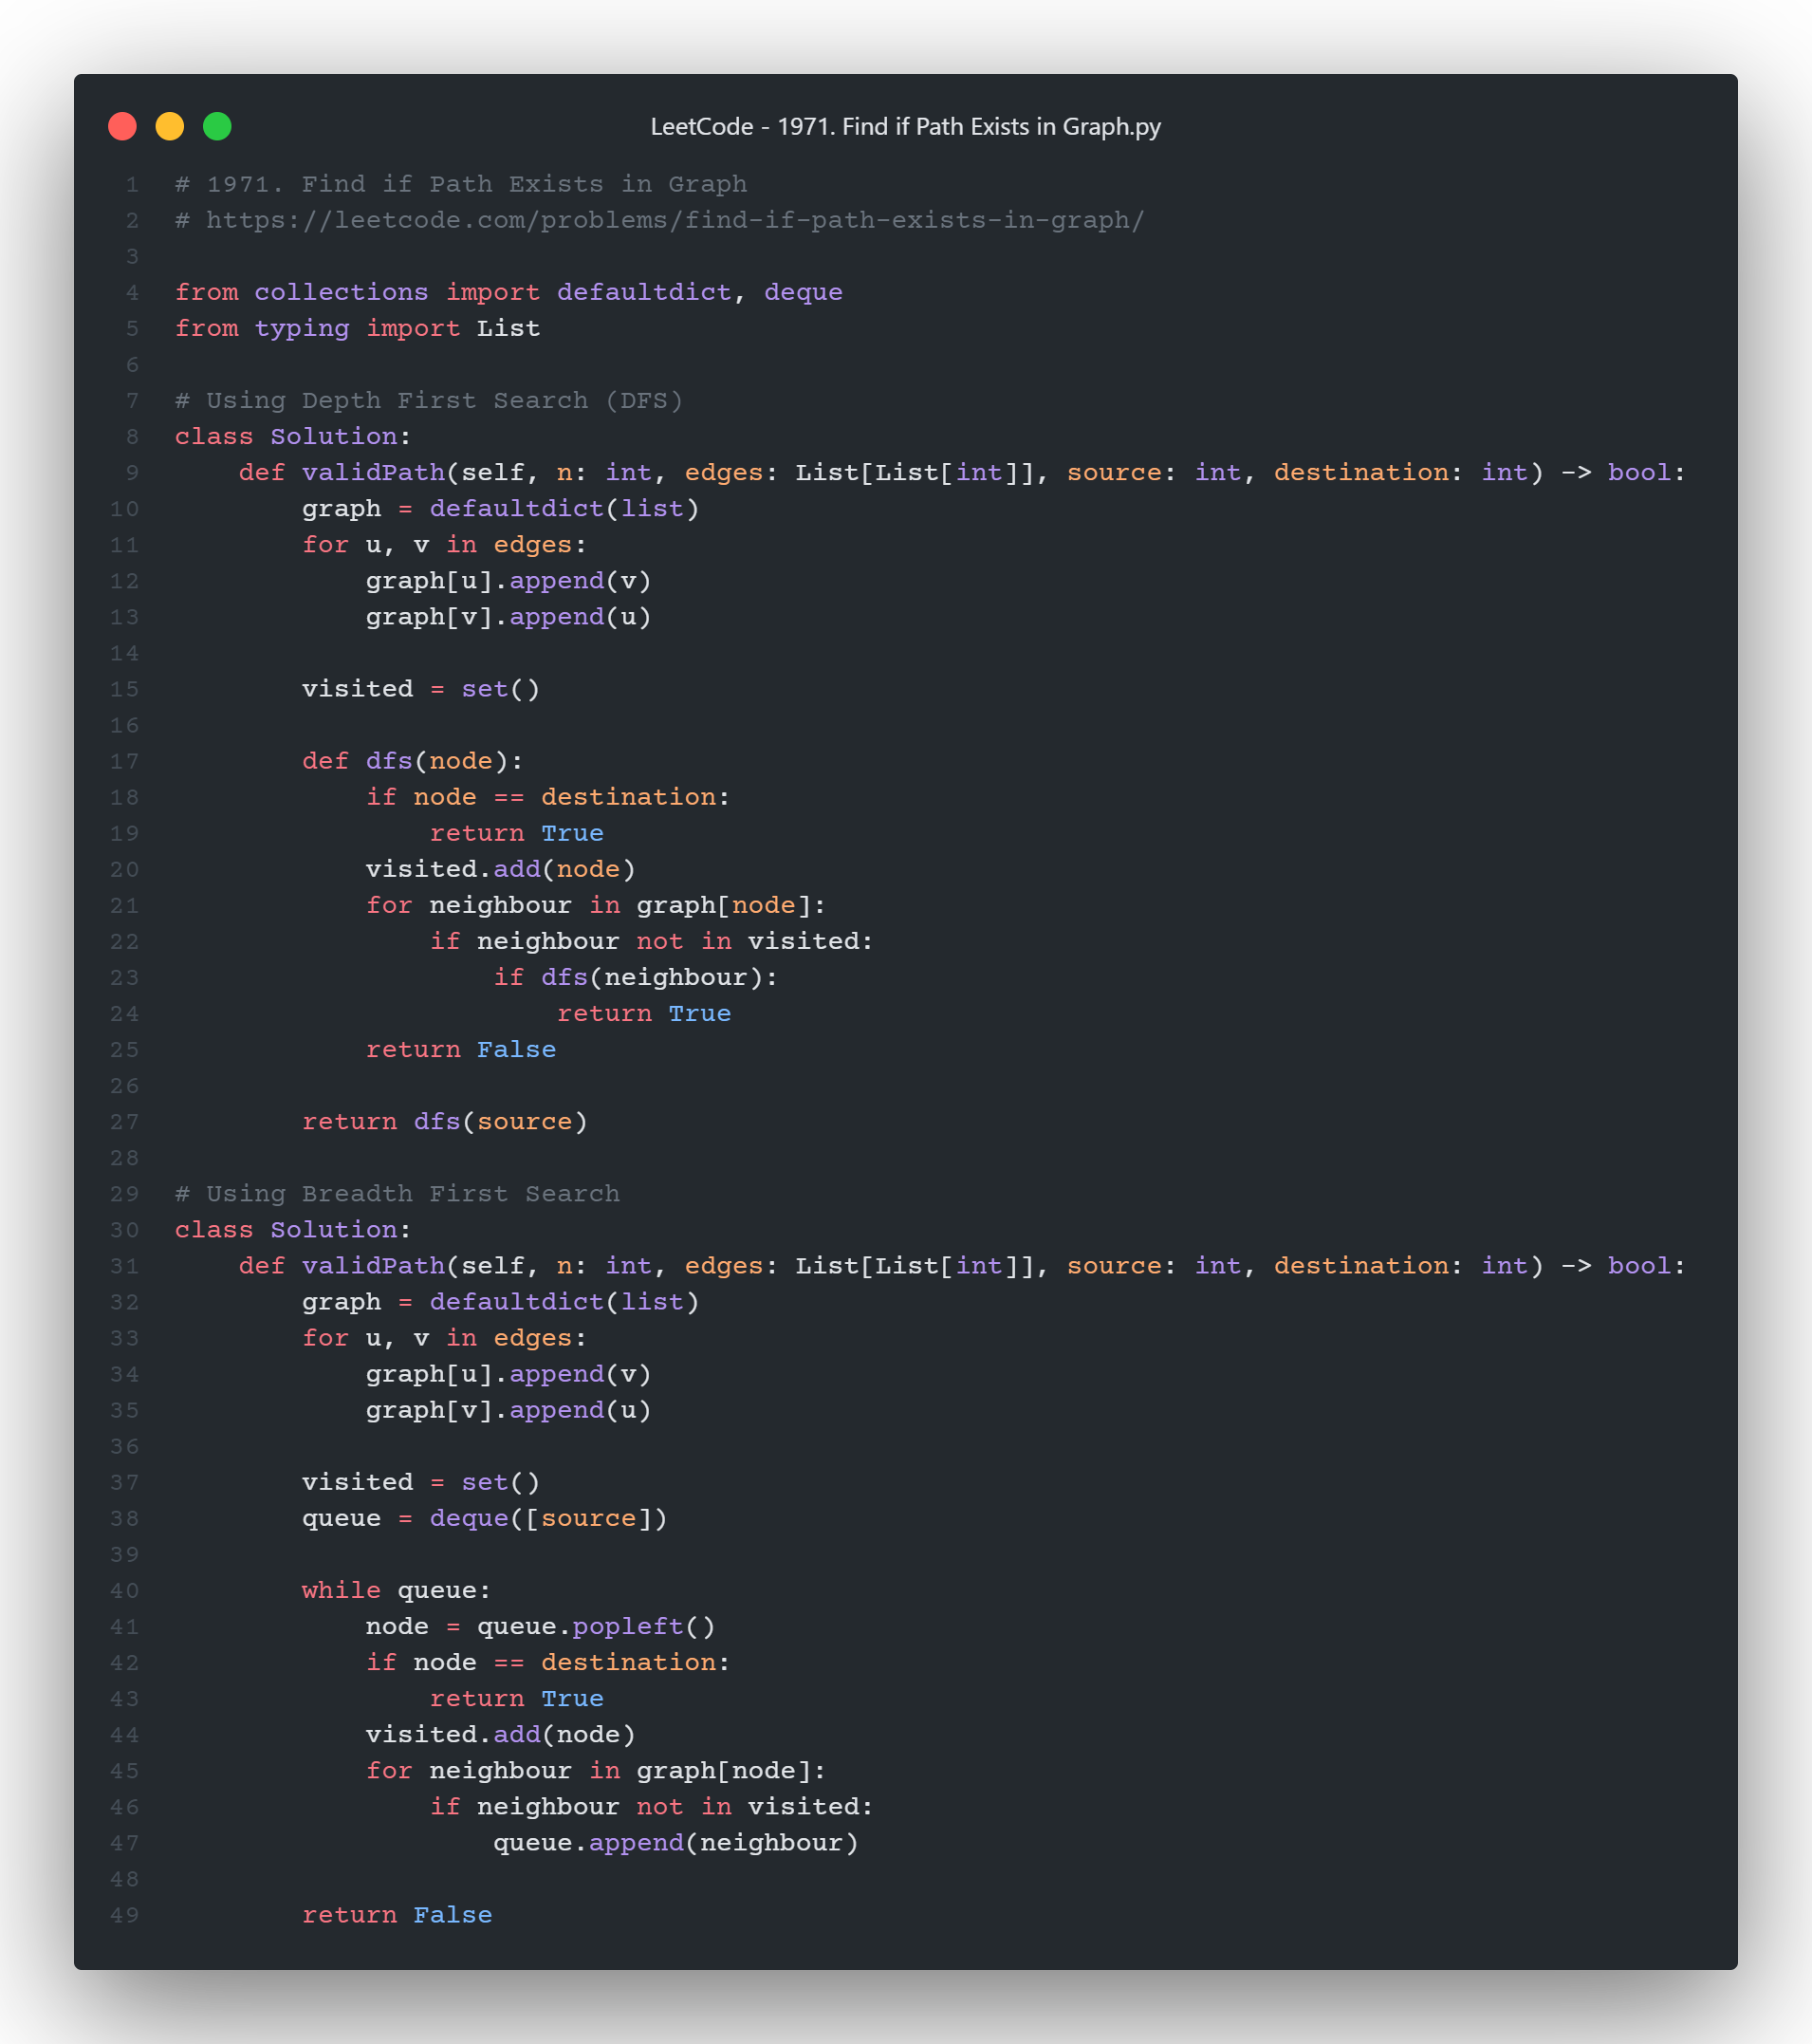 LeetCode - 1971. Find if Path Exists in Graph.py
1 # 1971. Find if Path Exists in Graph
2 # https://leetcode.com/problems/find-if-path-exists-in-graph/
3
4 from collections import defaultdict, deque
5 from typing import List
6
7 # Using Depth First Search (DFS)
8 class Solution:
9     def validPath(self, n: int, edges: List[List[int]], source: int, destination: int) -> bool:
10         graph = defaultdict(list)
11         for u, v in edges:
12             graph[u].append(v)
13             graph[v].append(u)
14
15         visited = set()
16
17         def dfs(node):
18             if node == destination:
19                 return True
20             visited.add(node)
21             for neighbour in graph[node]:
22                 if neighbour not in visited:
23                     if dfs(neighbour):
24                         return True
25             return False
26
27         return dfs(source)
28
29 # Using Breadth First Search
30 class Solution:
31     def validPath(self, n: int, edges: List[List[int]], source: int, destination: int) -> bool:
32         graph = defaultdict(list)
33         for u, v in edges:
34             graph[u].append(v)
35             graph[v].append(u)
36
37         visited = set()
38         queue = deque([source])
39
40         while queue:
41             node = queue.popleft()
42             if node == destination:
43                 return True
44             visited.add(node)
45             for neighbour in graph[node]:
46                 if neighbour not in visited:
47                     queue.append(neighbour)
48
49         return False